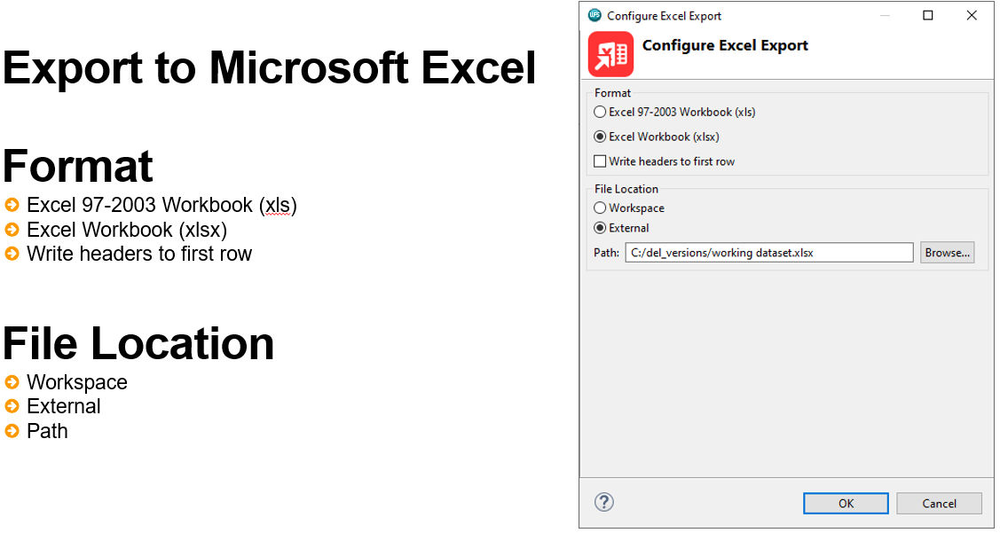 Export to Microsoft Excel
Format
Excel 97-2003 Workbook (xls)
Excel Workbook (xlsx)
Write headers to first row
File Location
Workspace
External
Path
Configure Excel Export
Configure Excel Export
Format
Excel 97-2003 Workbook (xls)
Excel Workbook (xlsx)
Write headers to first row
File Location
Workspace
External
Path: C:/del_versions/working dataset.xlsx Browse...
? OK Cancel